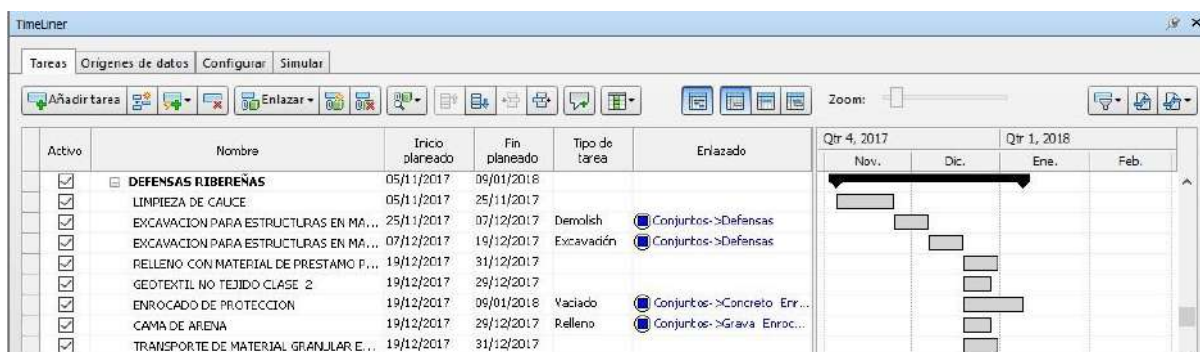 TimeLiner
Tareas Orígenes de datos Configurar Simular
Añadir tarea Enlazar Zoom:
Activo Nombre Inicio planeado Fin planeado Tipo de tarea Enlazado Qtr 4, 2017 Qtr 1, 2018
Nov. Dic. Ene. Feb.
DEFENSAS RIBEREÑAS 05/11/2017 09/01/2018
LIMPIEZA DE CAUCE 05/11/2017 25/11/2017
EXCAVACION PARA ESTRUCTURAS EN MA... 25/11/2017 07/12/2017 Demolish Conjuntos->Defensas
EXCAVACION PARA ESTRUCTURAS EN MA... 07/12/2017 19/12/2017 Excavación Conjuntos->Defensas
RELLENO CON MATERIAL DE PRESTAMO P... 19/12/2017 31/12/2017
GEOTEXTIL NO TEJIDO CLASE 2 19/12/2017 29/12/2017
ENROCADO DE PROTECCION 19/12/2017 09/01/2018 Vaciado Conjuntos->Concreto Enr...
CAMA DE ARENA 19/12/2017 29/12/2017 Relleno Conjuntos->Grava Enroc...
TRANSPORTE DE MATERIAL GRANULAR E... 19/12/2017 31/12/2017